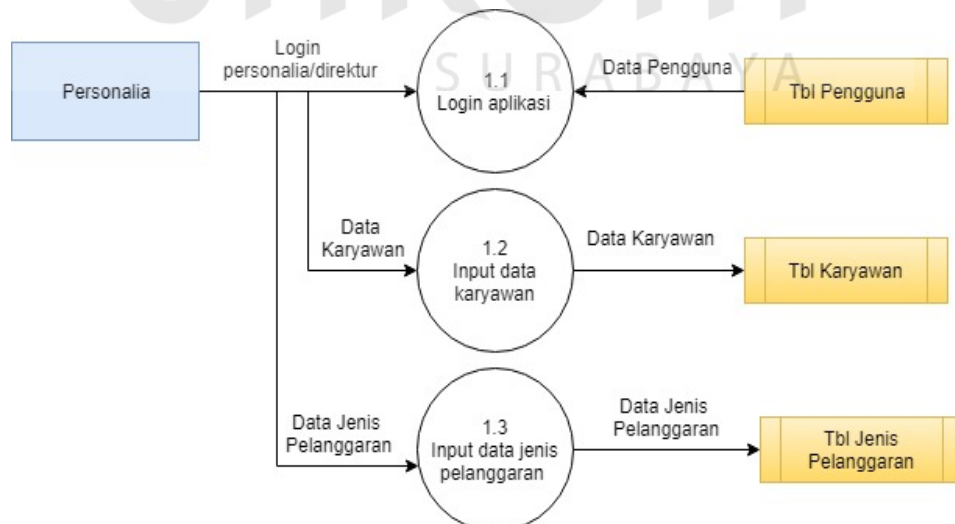 SURABAYA
Personalia
Login
personalia/direktur
1.1
Login aplikasi
Data Pengguna
Tbl Pengguna
Data
Karyawan
1.2
Input data
karyawan
Data Karyawan
Tbl Karyawan
Data Jenis
Pelanggaran
1.3
Input data jenis
pelanggaran
Data Jenis
Pelanggaran
Tbl Jenis
Pelanggaran